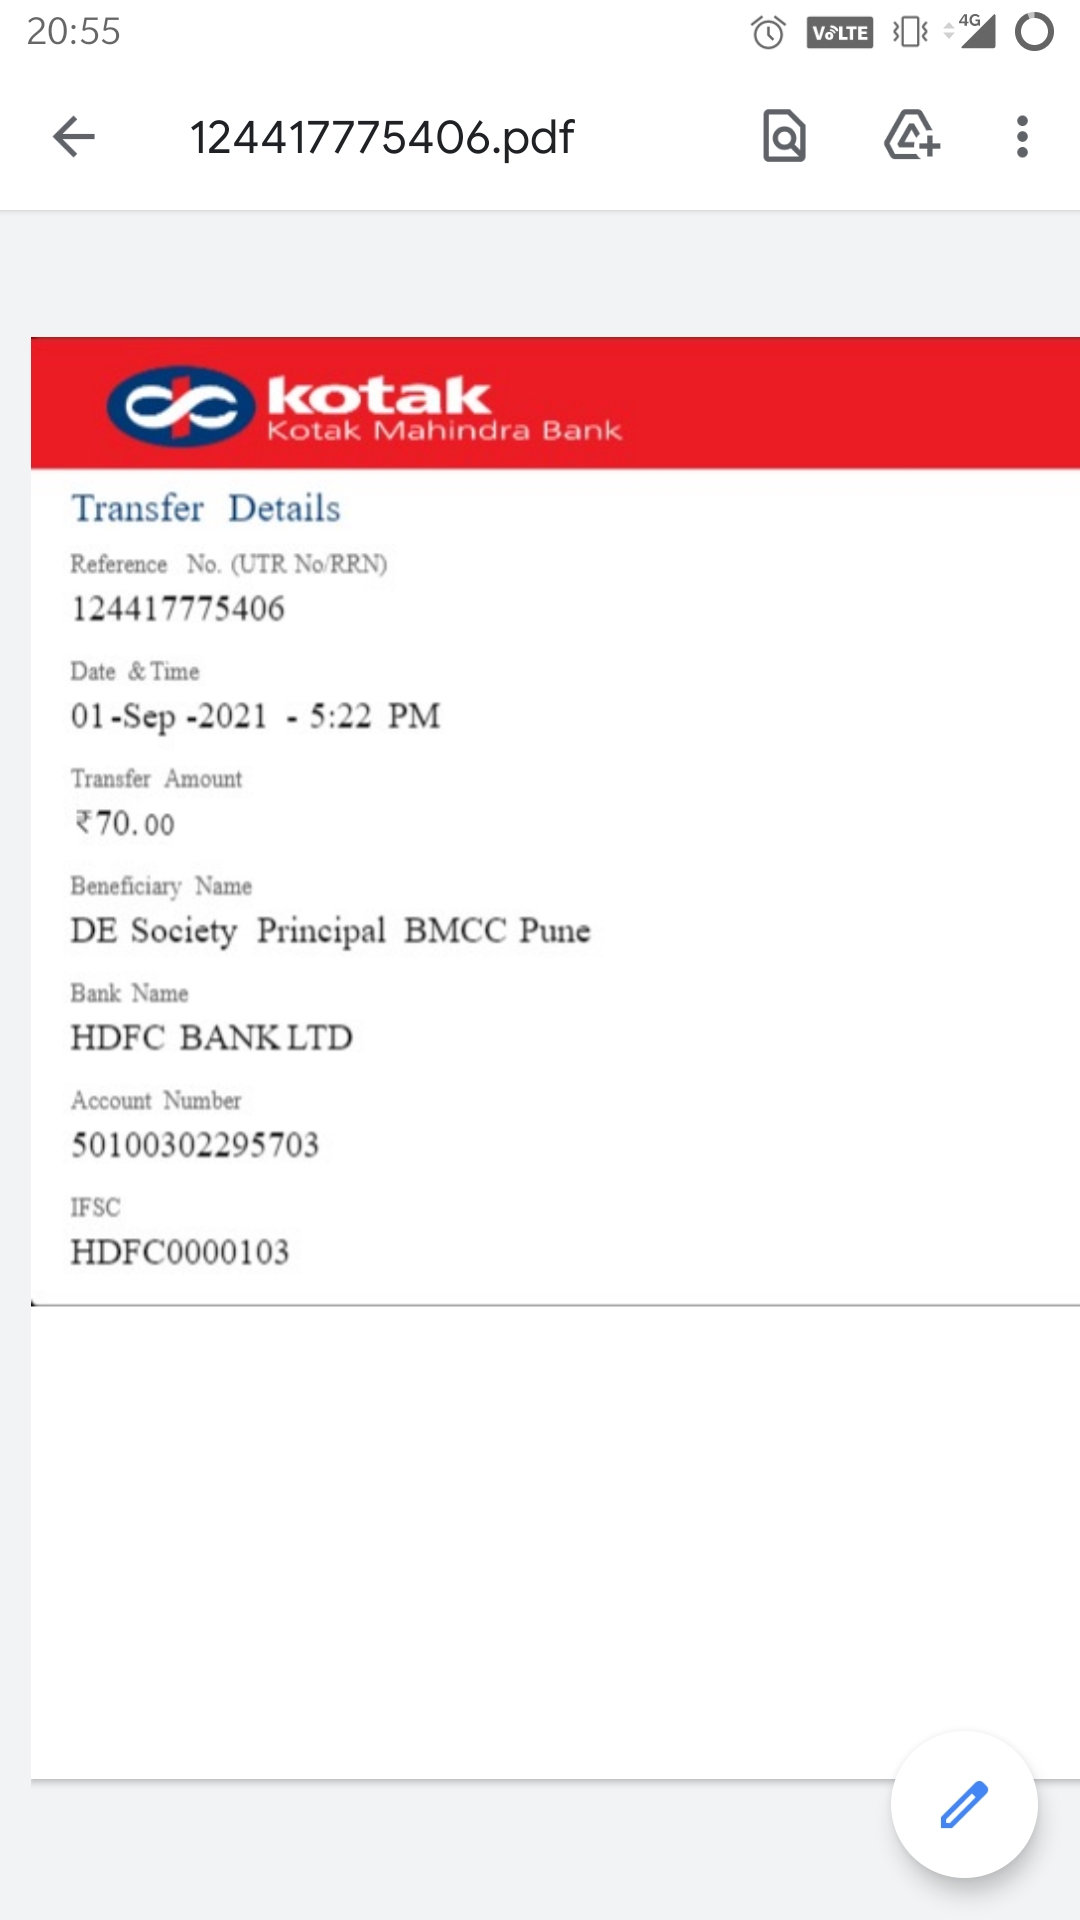 20:55
VoLTE 4G
124417775406.pdf
kotak
Kotak Mahindra Bank
Transfer Details
Reference No. (UTR No/RRN)
124417775406
Date & Time
01-Sep-2021 - 5:22 PM
Transfer Amount
₹70.00
Beneficiary Name
DE Society Principal BMCC Pune
Bank Name
HDFC BANK LTD
Account Number
50100302295703
IFSC
HDFC0000103